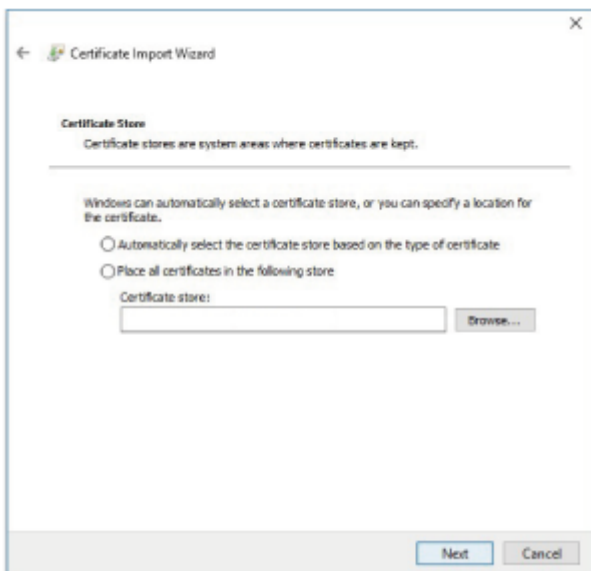 Certificate Import Wizard
Certificate Store
Certificate stores are system areas where certificates are kept.
Windows can automatically select a certificate store, or you can specify a location for
the certificate.
Automatically select the certificate store based on the type of certificate
Place all certificates in the following store
Certificate store:
Browse...
Next
Cancel